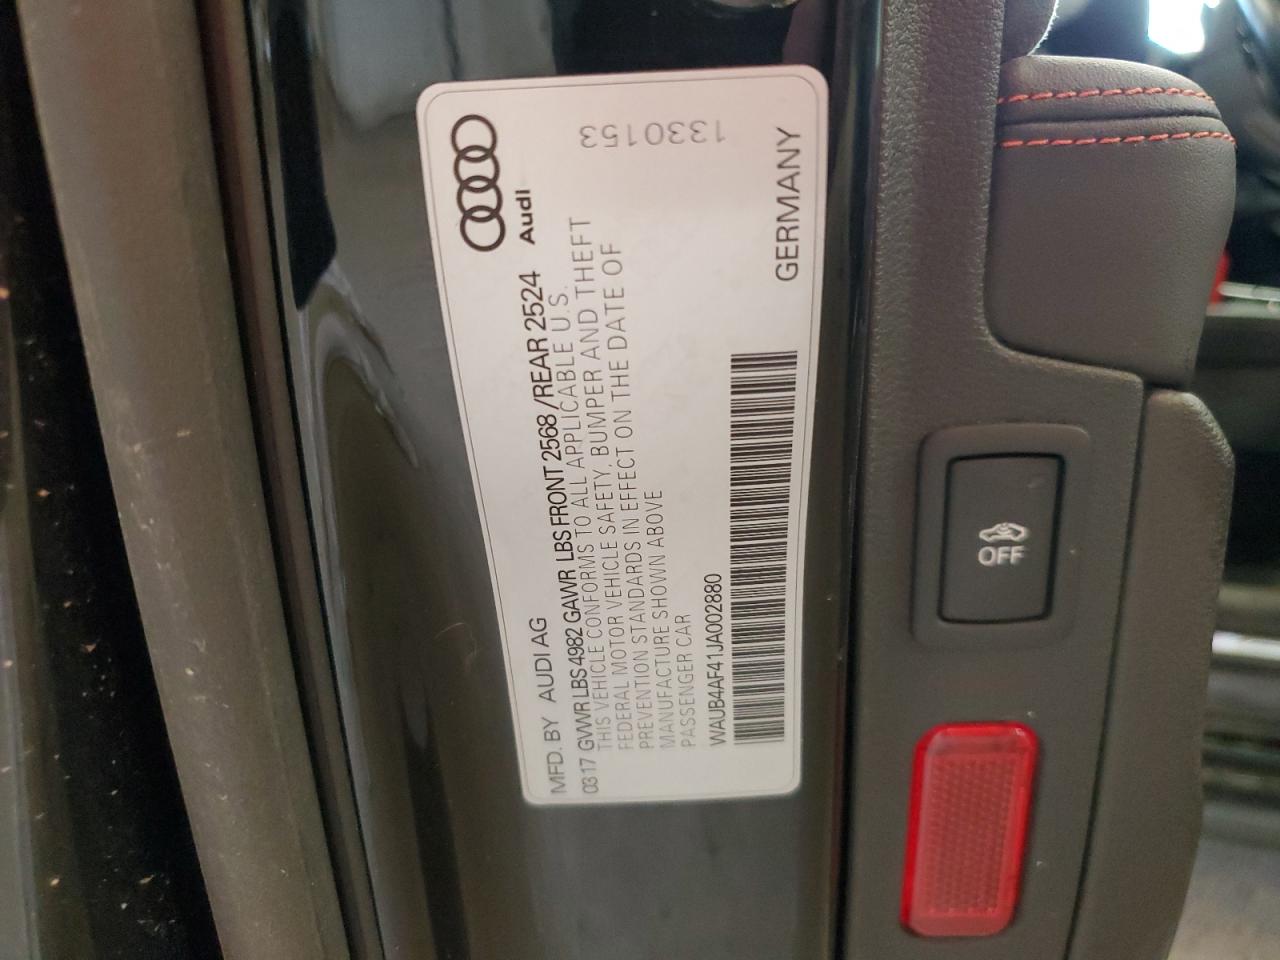 MFD. BY AUDI AG
Audi
0317 GVWR LBS 4982 GAWR LBS FRONT 2568/REAR 2524
THIS VEHICLE CONFORMS TO ALL APPLICABLE U.S.
FEDERAL MOTOR VEHICLE SAFETY, BUMPER AND THEFT
PREVENTION STANDARDS IN EFFECT ON THE DATE OF
MANUFACTURE SHOWN ABOVE
PASSENGER CAR
WAUB4AF41JA002880
GERMANY
1330153
OFF